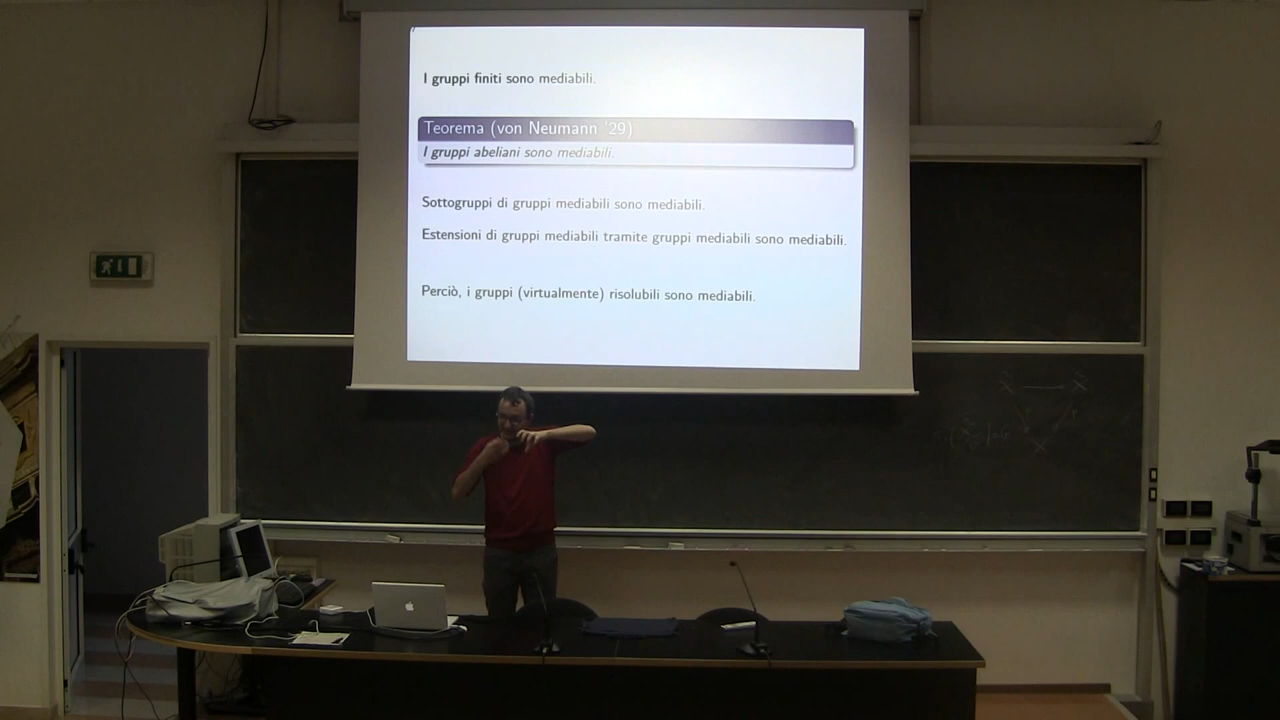 I gruppi finiti sono mediabili.
Teorema (von Neumann '29)
I gruppi abeliani sono mediabili.
Sottogruppi di gruppi mediabili sono mediabili.
Estensioni di gruppi mediabili tramite gruppi mediabili sono mediabili.
Perciò, i gruppi (virtualmente) risolubili sono mediabili.